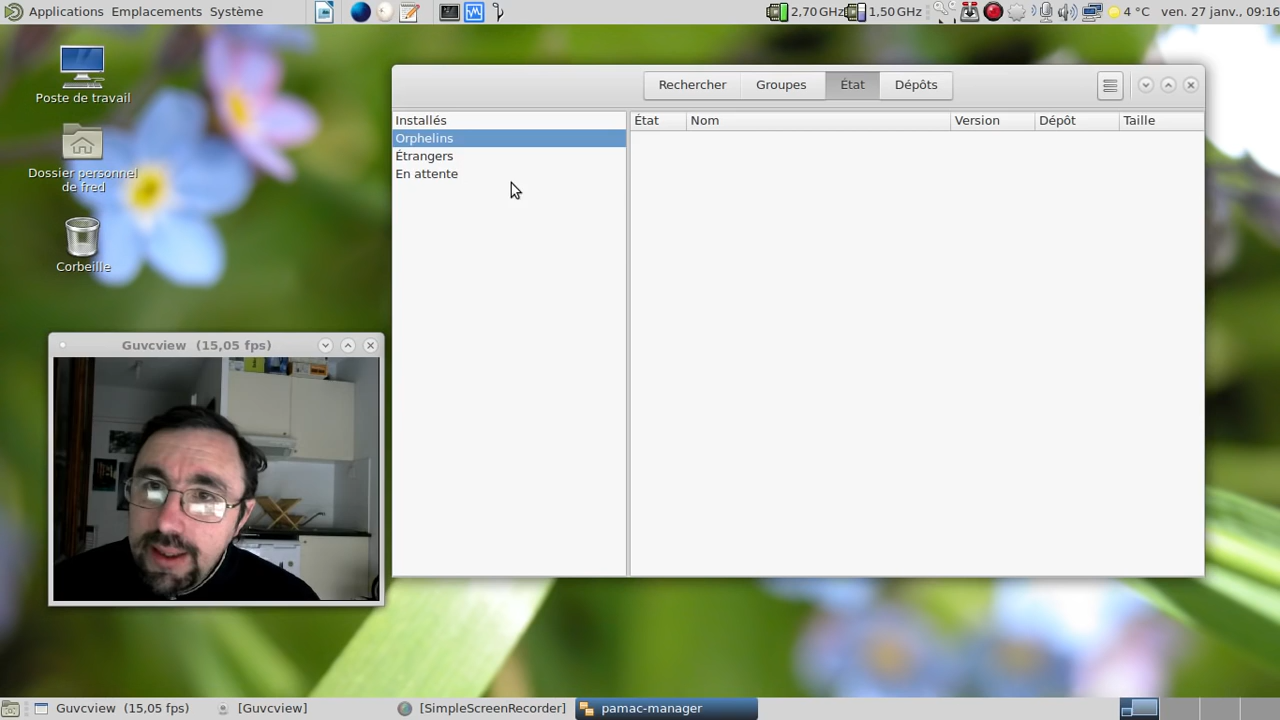 Applications Emplacements Système 2,70 GHz 1,50 GHz 4 °C ven. 27 janv., 09:16
Poste de travail
Dossier personnel
de fred
Corbeille
Rechercher Groupes État Dépôts
Installés
Orphelins
Étrangers
En attente
État Nom Version Dépôt Taille
Guvcview (15,05 fps)
Guvcview (15,05 fps) [Guvcview] [SimpleScreenRecorder] pamac-manager